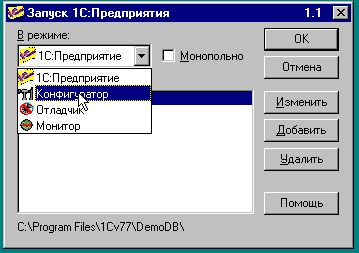 Запуск 1С:Предприятия 1.1
В режиме:
1С:Предприятие
Монопольно
OK
Отмена
1С:Предприятие
Конфигуратор
Отладчик
Монитор
Изменить
Добавить
Удалить
Помощь
C:\Program Files\1Cv77\DemoDB\